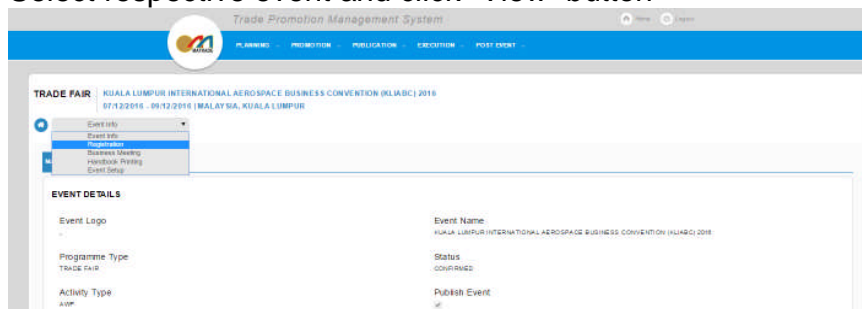 Select respective event and click "View" button
Trade Promotion Management System
Home Logout
MATRADE
PLANNING PROMOTION PUBLICATION EXECUTION POST EVENT
TRADE FAIR KUALA LUMPUR INTERNATIONAL AEROSPACE BUSINESS CONVENTION (KLIABC) 2016
07/12/2016 - 09/12/2016 | MALAYSIA, KUALA LUMPUR
Event Info
Event Info
Registration
Business Meeting
Handbook Printing
Event Setup
EVENT DETAILS
Event Logo Event Name
- KUALA LUMPUR INTERNATIONAL AEROSPACE BUSINESS CONVENTION (KLIABC) 2016
Programme Type Status
TRADE FAIR CONFIRMED
Activity Type Publish Event
AWP